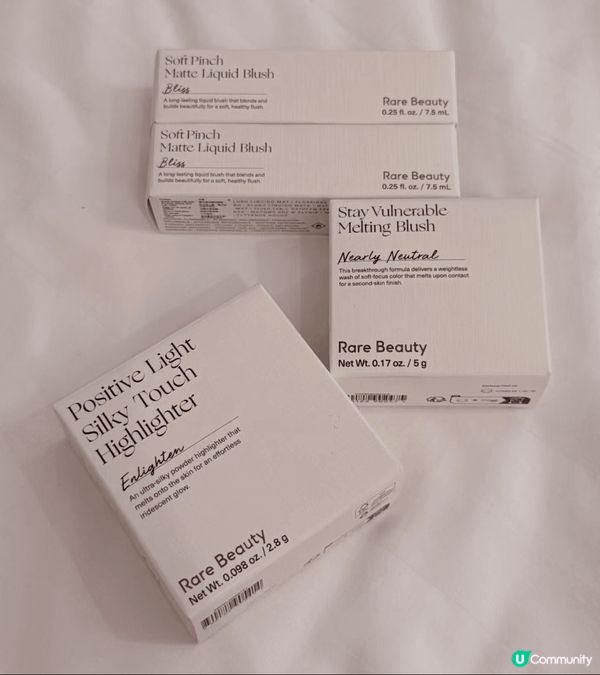 Soft Pinch
Matte Liquid Blush
Bliss
A long-lasting liquid blush that blends and
builds beautifully for a soft, healthy flush.
Rare Beauty
0.25 fl. oz. / 7.5 mL
Soft Pinch
Matte Liquid Blush
Bliss
A long-lasting liquid blush that blends and
builds beautifully for a soft, healthy flush.
Rare Beauty
0.25 fl. oz. / 7.5 mL
Stay Vulnerable
Melting Blush
Nearly Neutral
This breakthrough formula delivers a weightless
wash of soft-focus color that melts upon contact
for a second-skin finish.
Rare Beauty
Net Wt. 0.17 oz / 5 g
Positive Light
Silky Touch
Highlighter
Enlighten
An ultra-silky powder highlighter that
melts onto the skin for an effortless
iridescent glow.
Rare Beauty
Net Wt. 0.098 oz. / 2.8 g
U Community